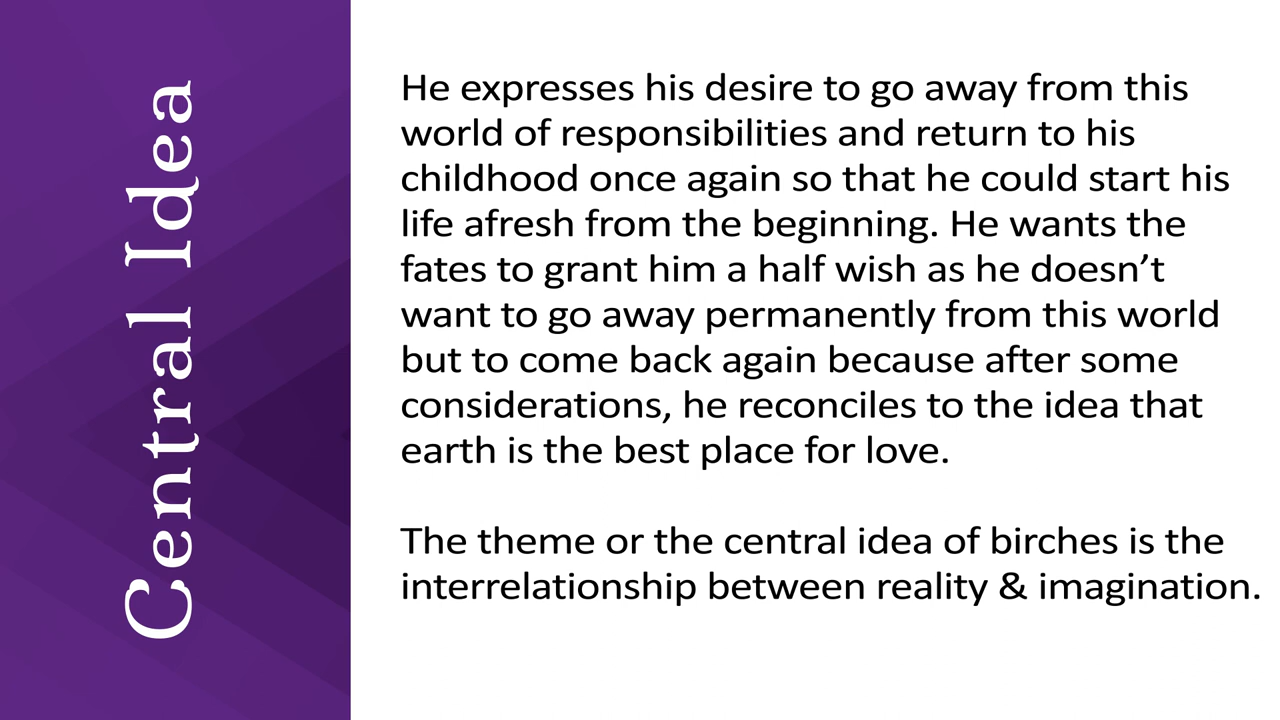 Central Idea
He expresses his desire to go away from this
world of responsibilities and return to his
childhood once again so that he could start his
life afresh from the beginning. He wants the
fates to grant him a half wish as he doesn’t
want to go away permanently from this world
but to come back again because after some
considerations, he reconciles to the idea that
earth is the best place for love.
The theme or the central idea of birches is the
interrelationship between reality & imagination.